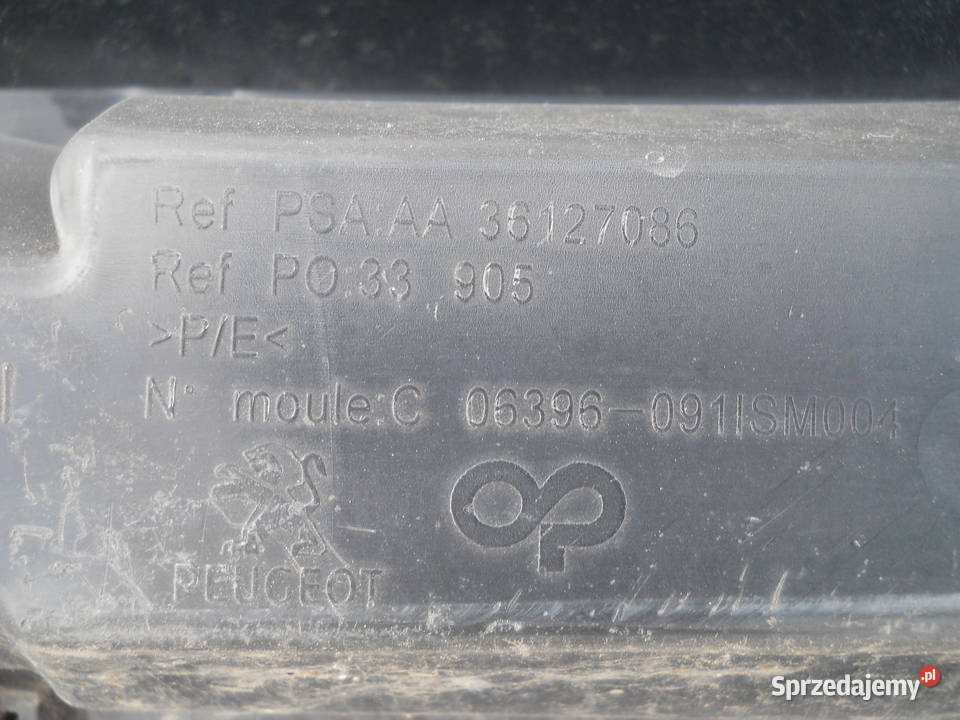 Ref PSA.AA 36127086
Ref PO.33 905
>P/E<
N° moule:C 06396-091ISM004
PEUGEOT
Sprzedajemy.pl